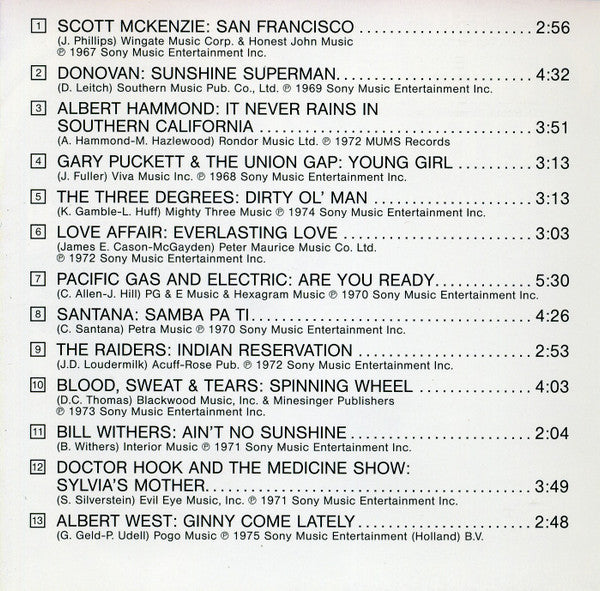 1 SCOTT MCKENZIE: SAN FRANCISCO .................... 2:56
(J. Phillips) Wingate Music Corp. & Honest John Music
℗ 1967 Sony Music Entertainment Inc.
2 DONOVAN: SUNSHINE SUPERMAN...................... 4:32
(D. Leitch) Southern Music Pub. Co., Ltd. ℗ 1969 Sony Music Entertainment Inc.
3 ALBERT HAMMOND: IT NEVER RAINS IN
SOUTHERN CALIFORNIA .............................. 3:51
(A. Hammond-M. Hazlewood) Rondor Music Ltd. ℗ 1972 MUMS Records
4 GARY PUCKETT & THE UNION GAP: YOUNG GIRL .......... 3:13
(J. Fuller) Viva Music Inc. ℗ 1968 Sony Music Entertainment Inc.
5 THE THREE DEGREES: DIRTY OL' MAN .................. 3:13
(K. Gamble-L. Huff) Mighty Three Music ℗ 1974 Sony Music Entertainment Inc.
6 LOVE AFFAIR: EVERLASTING LOVE ...................... 3:03
(James E. Cason-McGayden) Peter Maurice Music Co. Ltd.
℗ 1972 Sony Music Entertainment Inc.
7 PACIFIC GAS AND ELECTRIC: ARE YOU READY............ 5:30
(C. Allen-J. Hill) PG & E Music & Hexagram Music ℗ 1970 Sony Music Entertainment Inc.
8 SANTANA: SAMBA PA TI................................ 4:26
(C. Santana) Petra Music ℗ 1970 Sony Music Entertainment Inc.
9 THE RAIDERS: INDIAN RESERVATION .................. 2:53
(J.D. Loudermilk) Acuff-Rose Pub. ℗ 1972 Sony Music Entertainment Inc.
10 BLOOD, SWEAT & TEARS: SPINNING WHEEL .............. 4:03
(D.C. Thomas) Blackwood Music, Inc. & Minesinger Publishers
℗ 1973 Sony Music Entertainment Inc.
11 BILL WITHERS: AIN'T NO SUNSHINE .................... 2:04
(B. Withers) Interior Music ℗ 1971 Sony Music Entertainment Inc.
12 DOCTOR HOOK AND THE MEDICINE SHOW:
SYLVIA'S MOTHER.................................... 3:49
(S. Silverstein) Evil Eye Music, Inc. ℗ 1971 Sony Music Entertainment Inc.
13 ALBERT WEST: GINNY COME LATELY .................... 2:48
(G. Geld-P. Udell) Pogo Music ℗ 1975 Sony Music Entertainment (Holland) B.V.